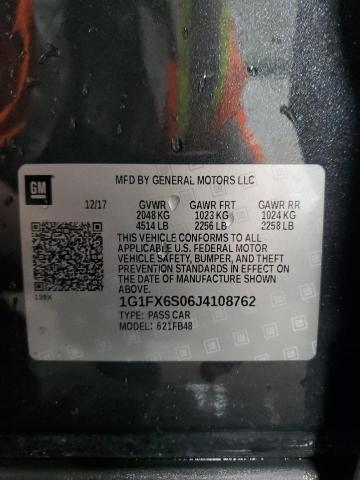 GM
MFD BY GENERAL MOTORS LLC
12/17 GVWR GAWR FRT GAWR RR
2048 KG 1023 KG 1024 KG
4514 LB 2256 LB 2258 LB
THIS VEHICLE CONFORMS TO ALL
APPLICABLE U.S. FEDERAL MOTOR
VEHICLE SAFETY, BUMPER, AND THEFT
PREVENTION STANDARDS IN EFFECT ON
THE DATE OF MANUFACTURE SHOWN
ABOVE.
139X
1G1FX6S06J4108762
TYPE: PASS CAR
MODEL: 621FB48